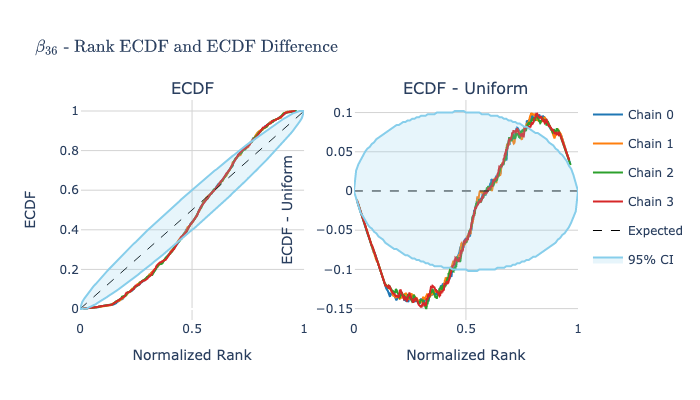 β₃₆ - Rank ECDF and ECDF Difference
ECDF
ECDF - Uniform
1
0.8
0.6
0.4
0.2
0
ECDF
0
0.5
1
Normalized Rank
0.1
0.05
0
−0.05
−0.1
−0.15
ECDF - Uniform
0
0.5
1
Normalized Rank
Chain 0
Chain 1
Chain 2
Chain 3
Expected
95% CI